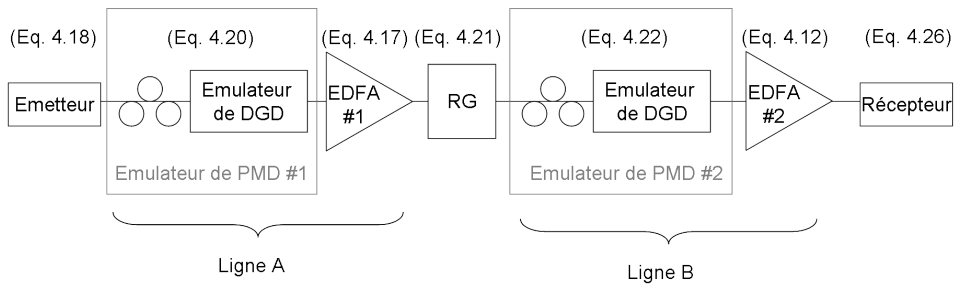 (Eq. 4.18)
(Eq. 4.20)
(Eq. 4.17)
(Eq. 4.21)
(Eq. 4.22)
(Eq. 4.12)
(Eq. 4.26)
Emetteur
Emulateur
de DGD
EDFA
#1
RG
Emulateur
de DGD
EDFA
#2
Récepteur
Emulateur de PMD #1
Emulateur de PMD #2
Ligne A
Ligne B